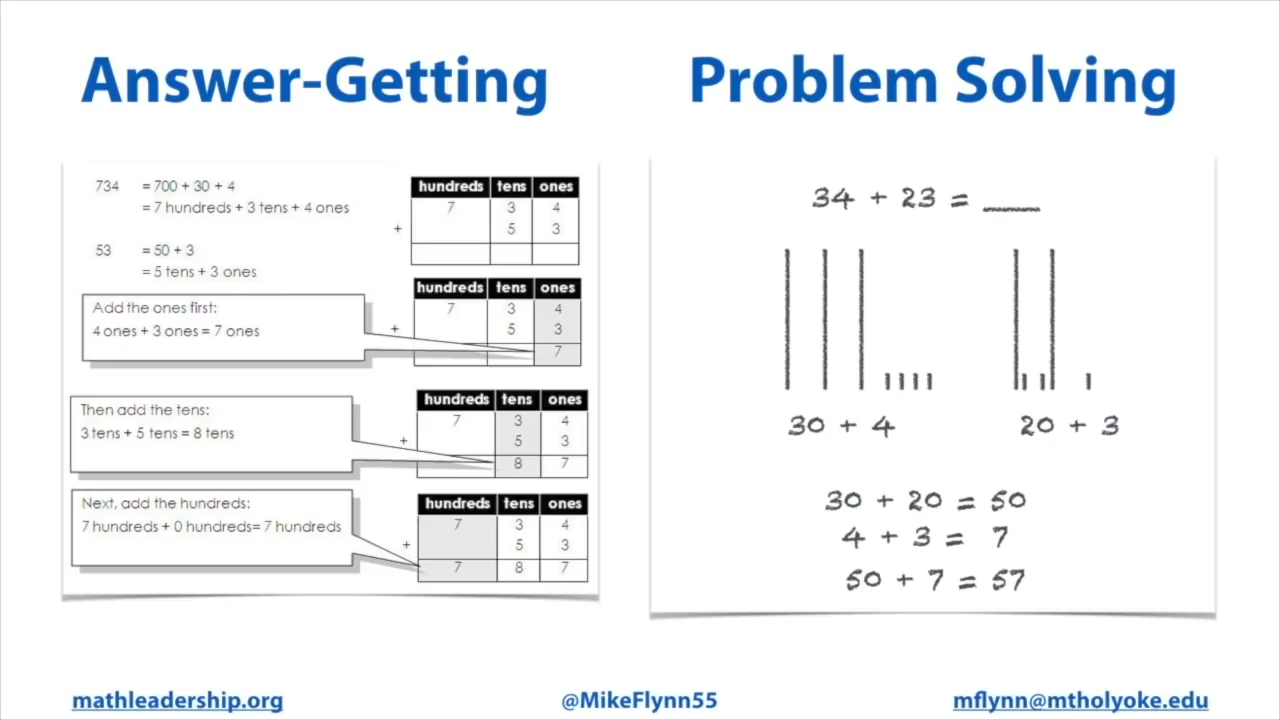 Answer-Getting
Problem Solving
734 = 700 + 30 + 4
= 7 hundreds + 3 tens + 4 ones
53 = 50 + 3
= 5 tens + 3 ones
hundreds tens ones
7 3 4
+ 5 3
Add the ones first:
4 ones + 3 ones = 7 ones
hundreds tens ones
7 3 4
+ 5 3
7
Then add the tens:
3 tens + 5 tens = 8 tens
hundreds tens ones
7 3 4
+ 5 3
8 7
Next, add the hundreds:
7 hundreds + 0 hundreds= 7 hundreds
hundreds tens ones
7 3 4
+ 5 3
7 8 7
34 + 23 = ___
30 + 4 20 + 3
30 + 20 = 50
4 + 3 = 7
50 + 7 = 57
mathleadership.org
@MikeFlynn55
mflynn@mtholyoke.edu